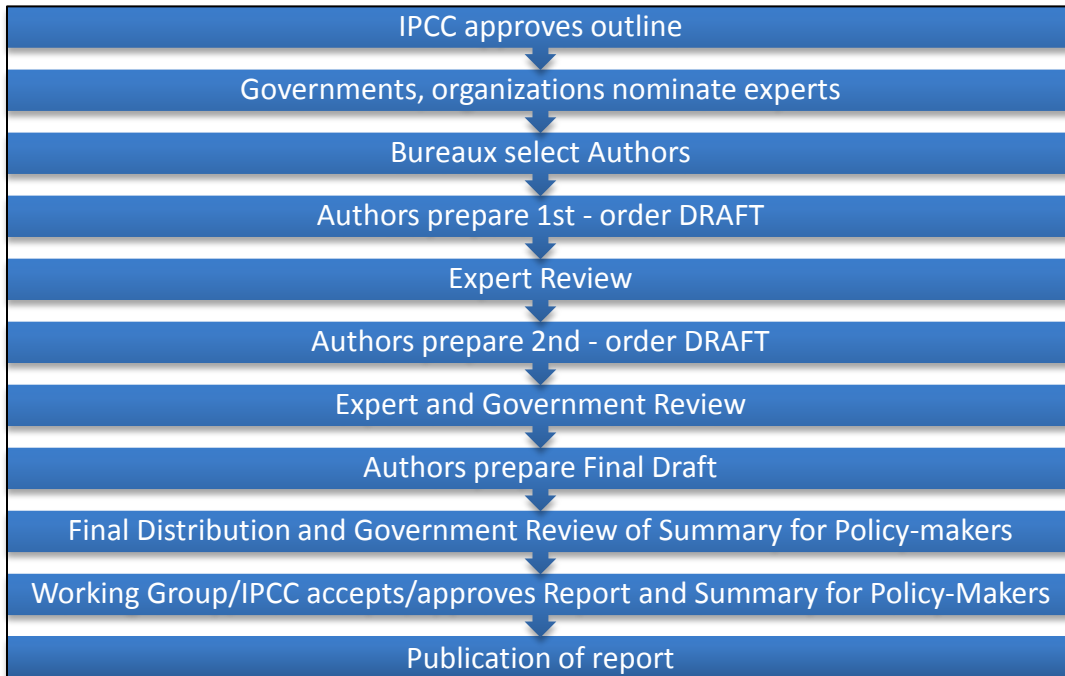 IPCC approves outline
Governments, organizations nominate experts
Bureaux select Authors
Authors prepare 1st - order DRAFT
Expert Review
Authors prepare 2nd - order DRAFT
Expert and Government Review
Authors prepare Final Draft
Final Distribution and Government Review of Summary for Policy-makers
Working Group/IPCC accepts/approves Report and Summary for Policy-Makers
Publication of report